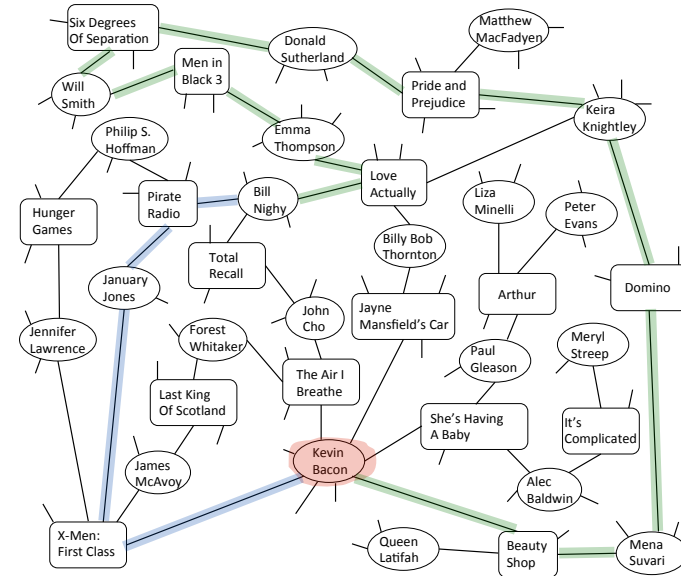 Six Degrees
Of Separation
Matthew
MacFadyen
Donald
Sutherland
Men in
Black 3
Pride and
Prejudice
Will
Smith
Keira
Knightley
Philip S.
Hoffman
Emma
Thompson
Love
Actually
Pirate
Radio
Bill
Nighy
Liza
Minelli
Peter
Evans
Hunger
Games
Billy Bob
Thornton
Total
Recall
January
Jones
Arthur
Domino
Jayne
Mansfield's Car
John
Cho
Jennifer
Lawrence
Forest
Whitaker
Meryl
Streep
Paul
Gleason
The Air I
Breathe
Last King
Of Scotland
She's Having
A Baby
It's
Complicated
Kevin
Bacon
James
McAvoy
Alec
Baldwin
X-Men:
First Class
Queen
Latifah
Beauty
Shop
Mena
Suvari